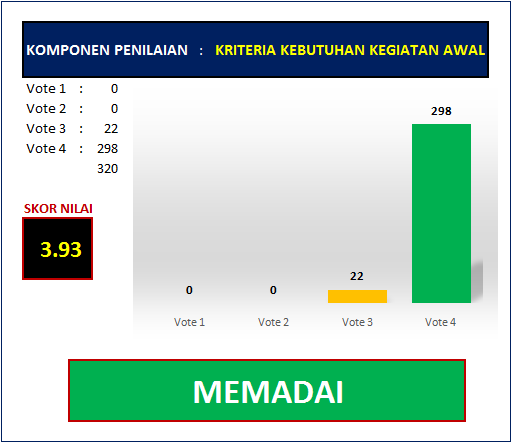 KOMPONEN PENILAIAN : KRITERIA KEBUTUHAN KEGIATAN AWAL
Vote 1 : 0
Vote 2 : 0
Vote 3 : 22
Vote 4 : 298
320
SKOR NILAI
3.93
298
22
0
0
Vote 1 Vote 2 Vote 3 Vote 4
MEMADAI